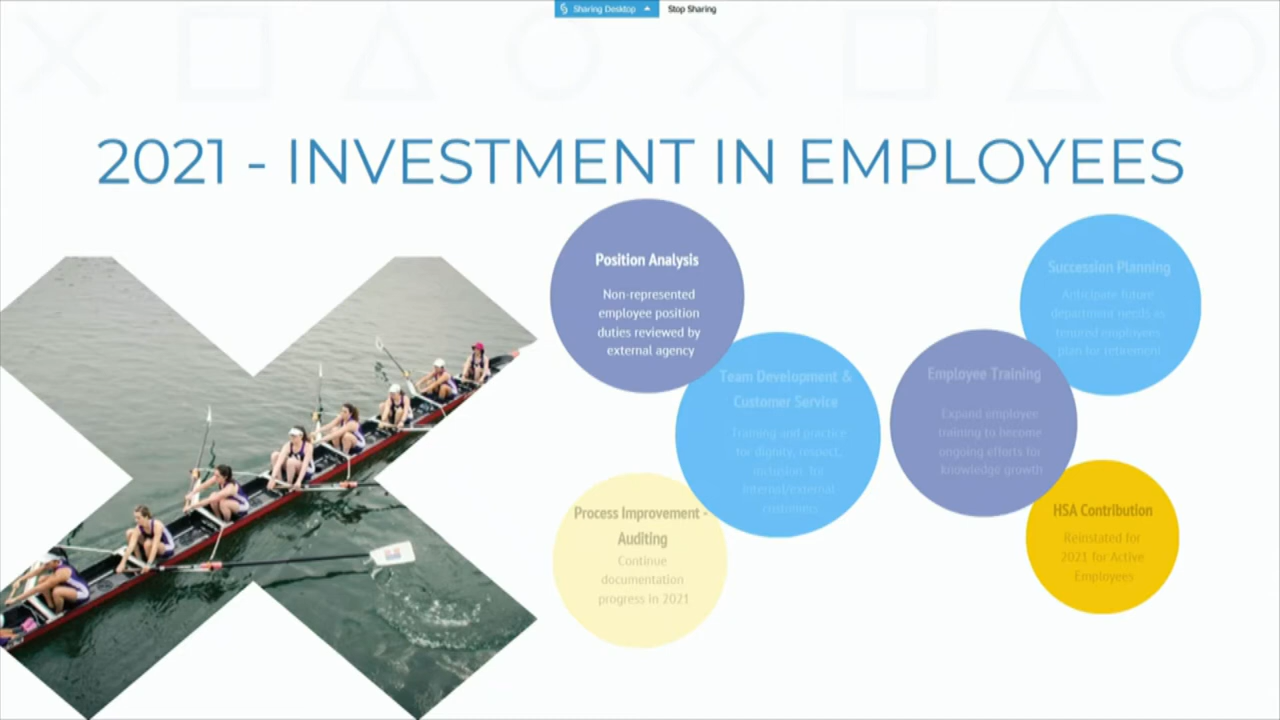 Sharing Desktop
Stop Sharing
2021 - INVESTMENT IN EMPLOYEES
Position Analysis
Non-represented
employee position
duties reviewed by
external agency
Team Development &
Customer Service
Training and practice
for dignity, respect,
inclusion for
internal/external
customers
Process Improvement -
Auditing
Continue
documentation
progress in 2021
Succession Planning
Anticipate future
department needs as
tenured employees
plan for retirement
Employee Training
Expand employee
training to become
ongoing efforts for
knowledge growth
HSA Contribution
Reinstated for
2021 for Active
Employees